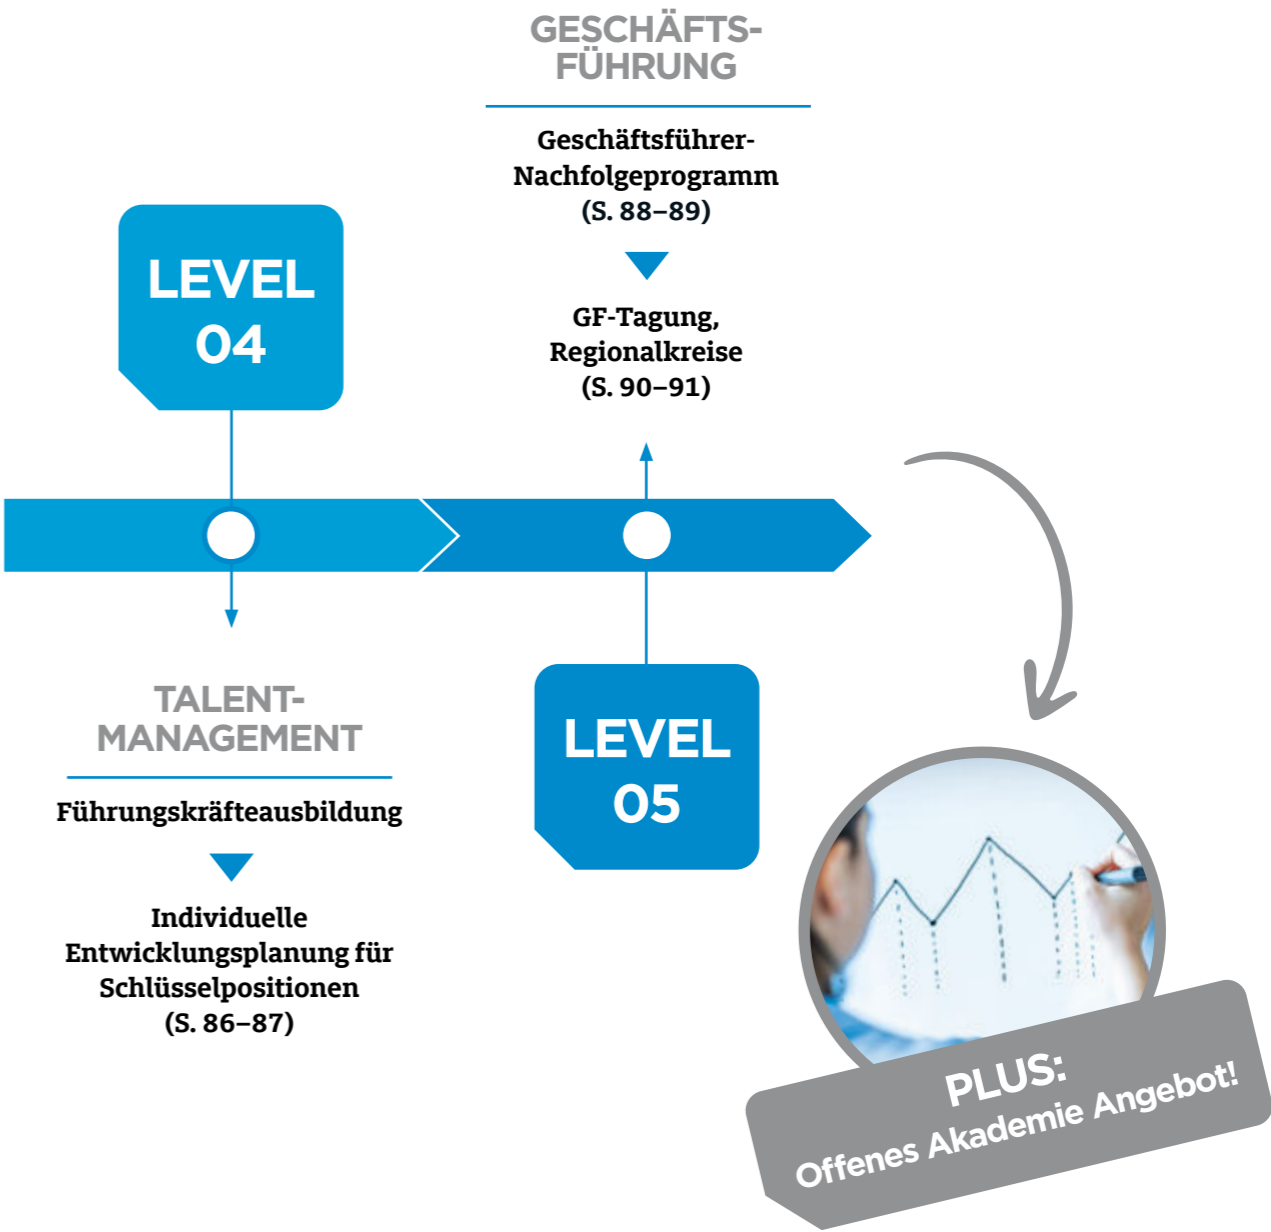 GESCHÄFTS-
FÜHRUNG
Geschäftsführer-
Nachfolgeprogramm
(S. 88–89)
GF-Tagung,
Regionalkreise
(S. 90–91)
LEVEL
04
TALENT-
MANAGEMENT
Führungskräfteausbildung
Individuelle
Entwicklungsplanung für
Schlüsselpositionen
(S. 86–87)
LEVEL
05
PLUS:
Offenes Akademie Angebot!